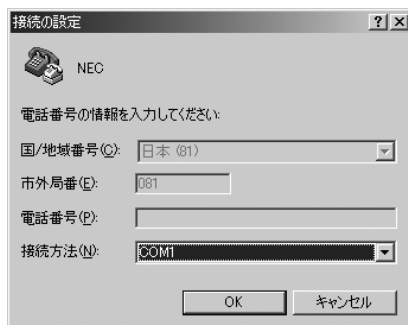 接続の設定
NEC
電話番号の情報を入力してください:
国/地域番号(C): 日本 (81)
市外局番(E): 081
電話番号(P):
接続方法(N): COM1
OK キャンセル